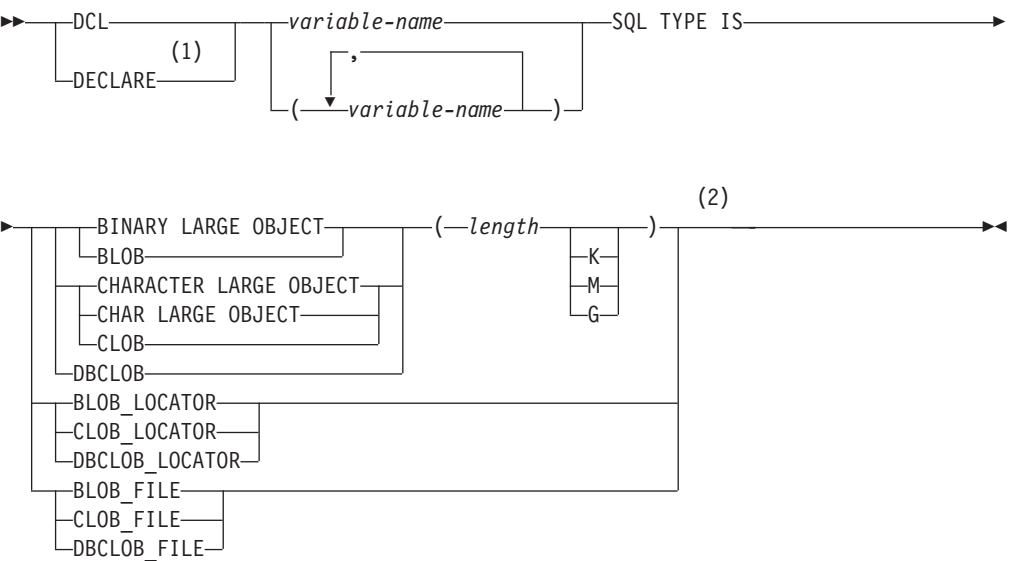 DCL variable-name SQL TYPE IS
(1) ,
DECLARE
( variable-name )
(2)
BINARY LARGE OBJECT ( length )
BLOB K
CHARACTER LARGE OBJECT M
CHAR LARGE OBJECT G
CLOB
DBCLOB
BLOB_LOCATOR
CLOB_LOCATOR
DBCLOB_LOCATOR
BLOB_FILE
CLOB_FILE
DBCLOB_FILE